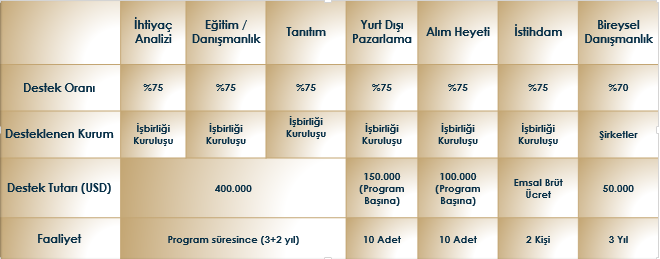 İhtiyaç Analizi
Eğitim / Danışmanlık
Tanıtım
Yurt Dışı Pazarlama
Alım Heyeti
İstihdam
Bireysel Danışmanlık
Destek Oranı
%75
%75
%75
%75
%75
%75
%70
Desteklenen Kurum
İşbirliği Kuruluşu
İşbirliği Kuruluşu
İşbirliği Kuruluşu
İşbirliği Kuruluşu
İşbirliği Kuruluşu
İşbirliği Kuruluşu
Şirketler
Destek Tutarı (USD)
400.000
150.000 (Program Başına)
100.000 (Program Başına)
Emsal Brüt Ücret
50.000
Faaliyet
Program süresince (3+2 yıl)
10 Adet
10 Adet
2 Kişi
3 Yıl